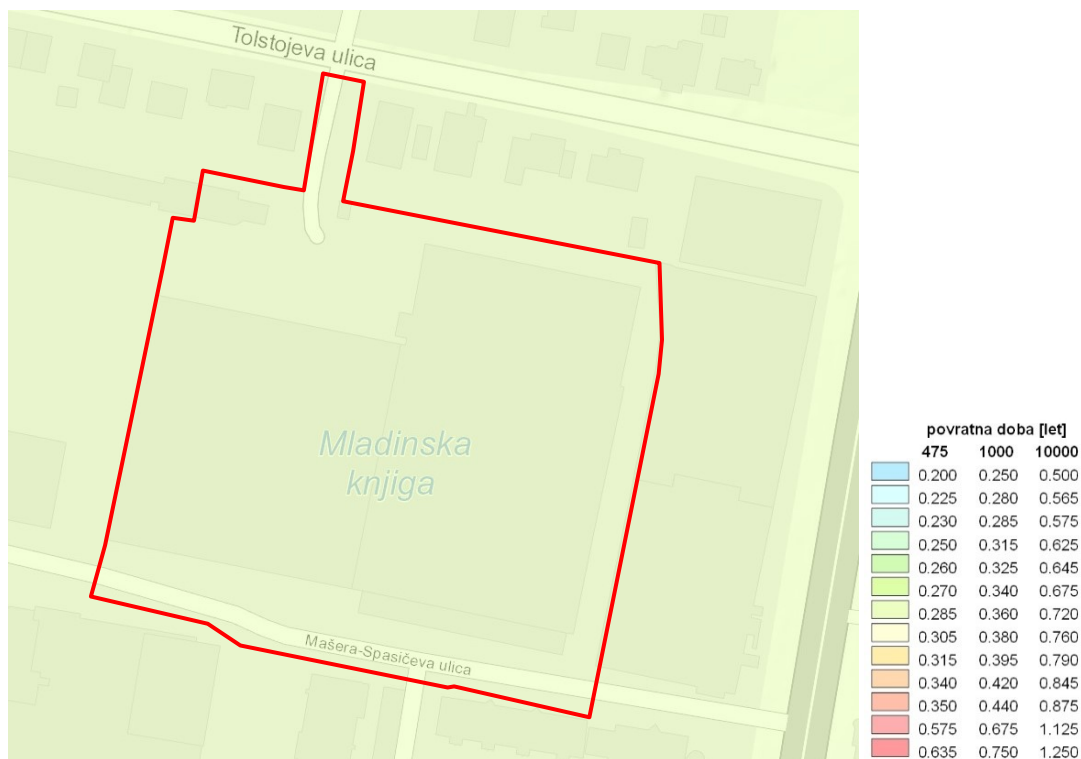 Tolstojeva ulica
Mladinska
knjiga
Mašera-Spasičeva ulica
povratna doba [let]
475 1000 10000
0.200 0.250 0.500
0.225 0.280 0.565
0.230 0.285 0.575
0.250 0.315 0.625
0.260 0.325 0.645
0.270 0.340 0.675
0.285 0.360 0.720
0.305 0.380 0.760
0.315 0.395 0.790
0.340 0.420 0.845
0.350 0.440 0.875
0.575 0.675 1.125
0.635 0.750 1.250